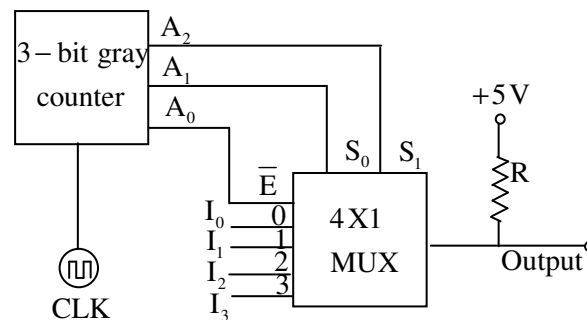 3–bit gray
counter
A₂
A₁
A₀
S₀
S₁
E̅
I₀
0
I₁
1
I₂
2
I₃
3
4X1
MUX
+5V
R
Output
CLK